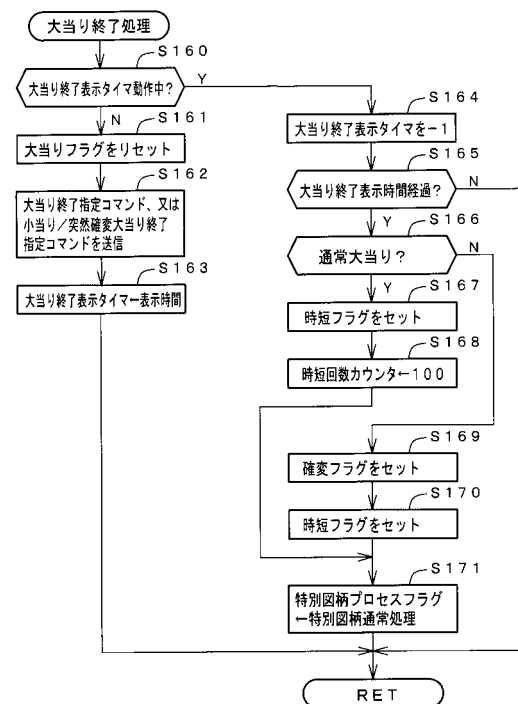 大当り終了処理
S160
大当り終了表示タイマ動作中?
Y
N
S161
大当りフラグをリセット
S162
大当り終了指定コマンド、又は
小当り/突然確変大当り終了
指定コマンドを送信
S163
大当り終了表示タイマー表示時間
S164
大当り終了表示タイマを-1
S165
大当り終了表示時間経過?
N
Y
S166
通常大当り?
N
Y
S167
時短フラグをセット
S168
時短回数カウンタ←100
S169
確変フラグをセット
S170
時短フラグをセット
S171
特別図柄プロセスフラグ
←特別図柄通常処理
RET